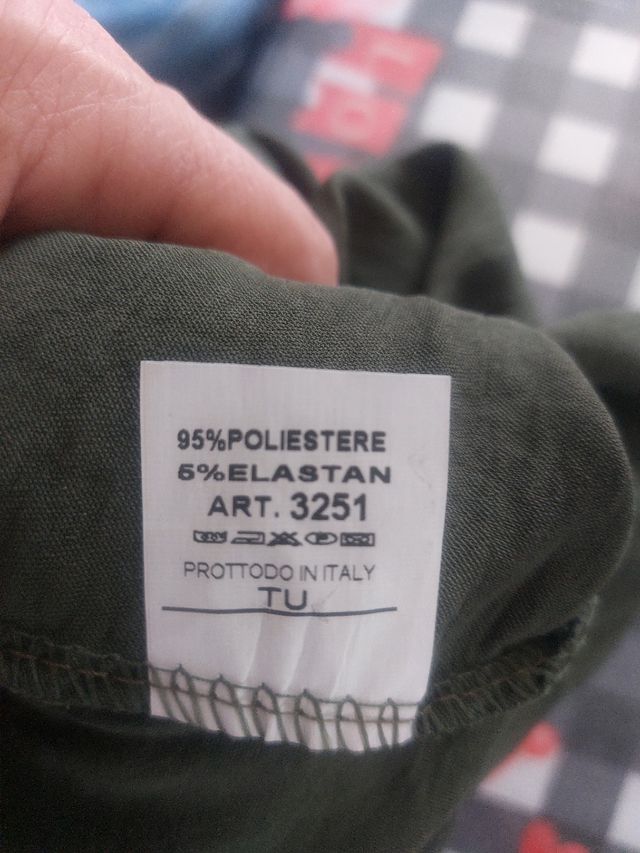 95%POLIESTERE
5%ELASTAN
ART. 3251
PROTTODO IN ITALY
TU